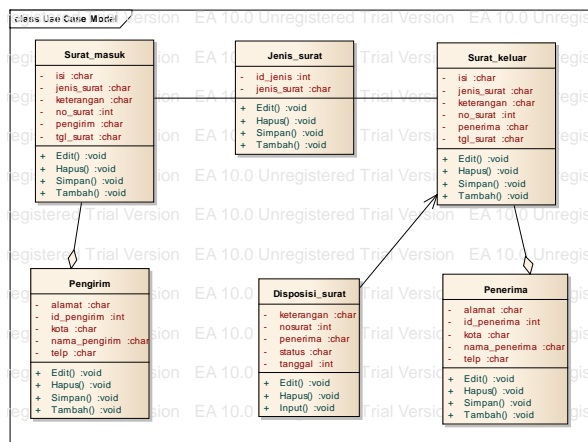 class Use Case Model
Surat_masuk
- isi :char
- jenis_surat :char
- keterangan :char
- no_surat :int
- pengirim :char
- tgl_surat :char
+ Edit() :void
+ Hapus() :void
+ Simpan() :void
+ Tambah() :void
Jenis_surat
- id_jenis :int
- jenis_surat :char
+ Edit() :void
+ Hapus() :void
+ Simpan() :void
+ Tambah() :void
Surat_keluar
- isi :char
- jenis_surat :char
- keterangan :char
- no_surat :int
- penerima :char
- tgl_surat :char
+ Edit() :void
+ Hapus() :void
+ Simpan() :void
+ Tambah() :void
Pengirim
- alamat :char
- id_pengirim :int
- kota :char
- nama_pengirim :char
- telp :char
+ Edit() :void
+ Hapus() :void
+ Simpan() :void
+ Tambah() :void
Disposisi_surat
- keterangan :char
- nosurat :int
- penerima :char
- status :char
- tanggal :int
+ Edit() :void
+ Hapus() :void
+ Input() :void
Penerima
- alamat :char
- id_penerima :int
- kota :char
- nama_penerima :char
- telp :char
+ Edit() :void
+ Hapus() :void
+ Simpan() :void
+ Tambah() :void
EA 10.0 Unregistered Trial Version